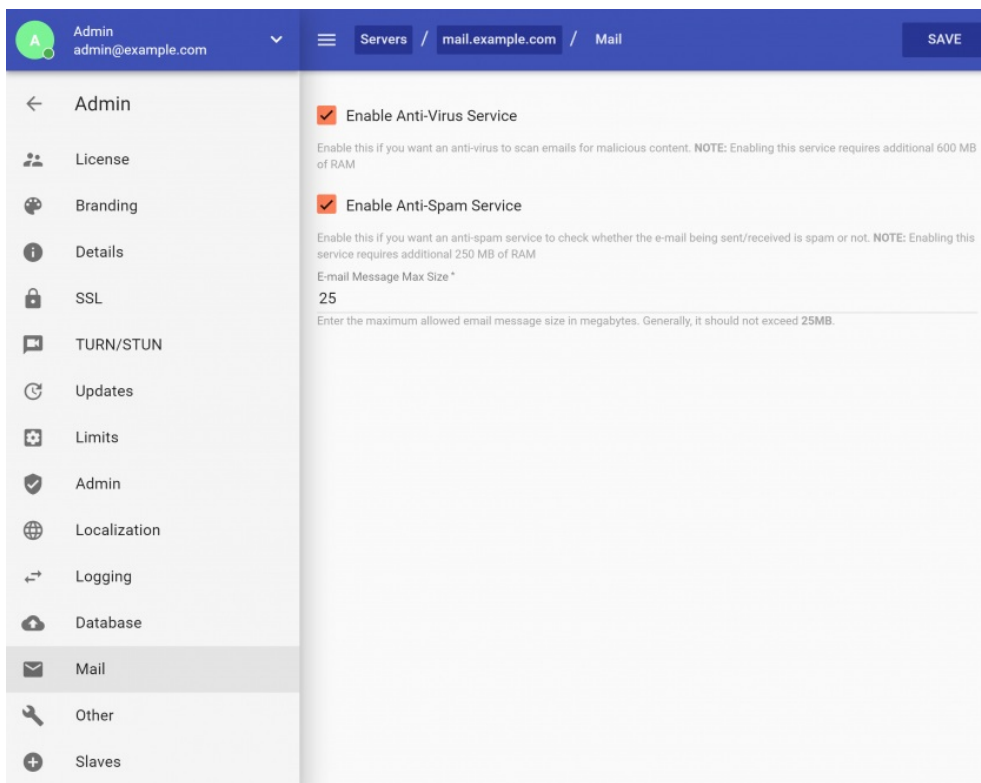 A
Admin
admin@example.com
Servers / mail.example.com / Mail
SAVE
Admin
License
Branding
Details
SSL
TURN/STUN
Updates
Limits
Admin
Localization
Logging
Database
Mail
Other
Slaves
Enable Anti-Virus Service
Enable this if you want an anti-virus to scan emails for malicious content. NOTE: Enabling this service requires additional 600 MB
of RAM
Enable Anti-Spam Service
Enable this if you want an anti-spam service to check whether the e-mail being sent/received is spam or not. NOTE: Enabling this
service requires additional 250 MB of RAM
E-mail Message Max Size *
25
Enter the maximum allowed email message size in megabytes. Generally, it should not exceed 25MB.